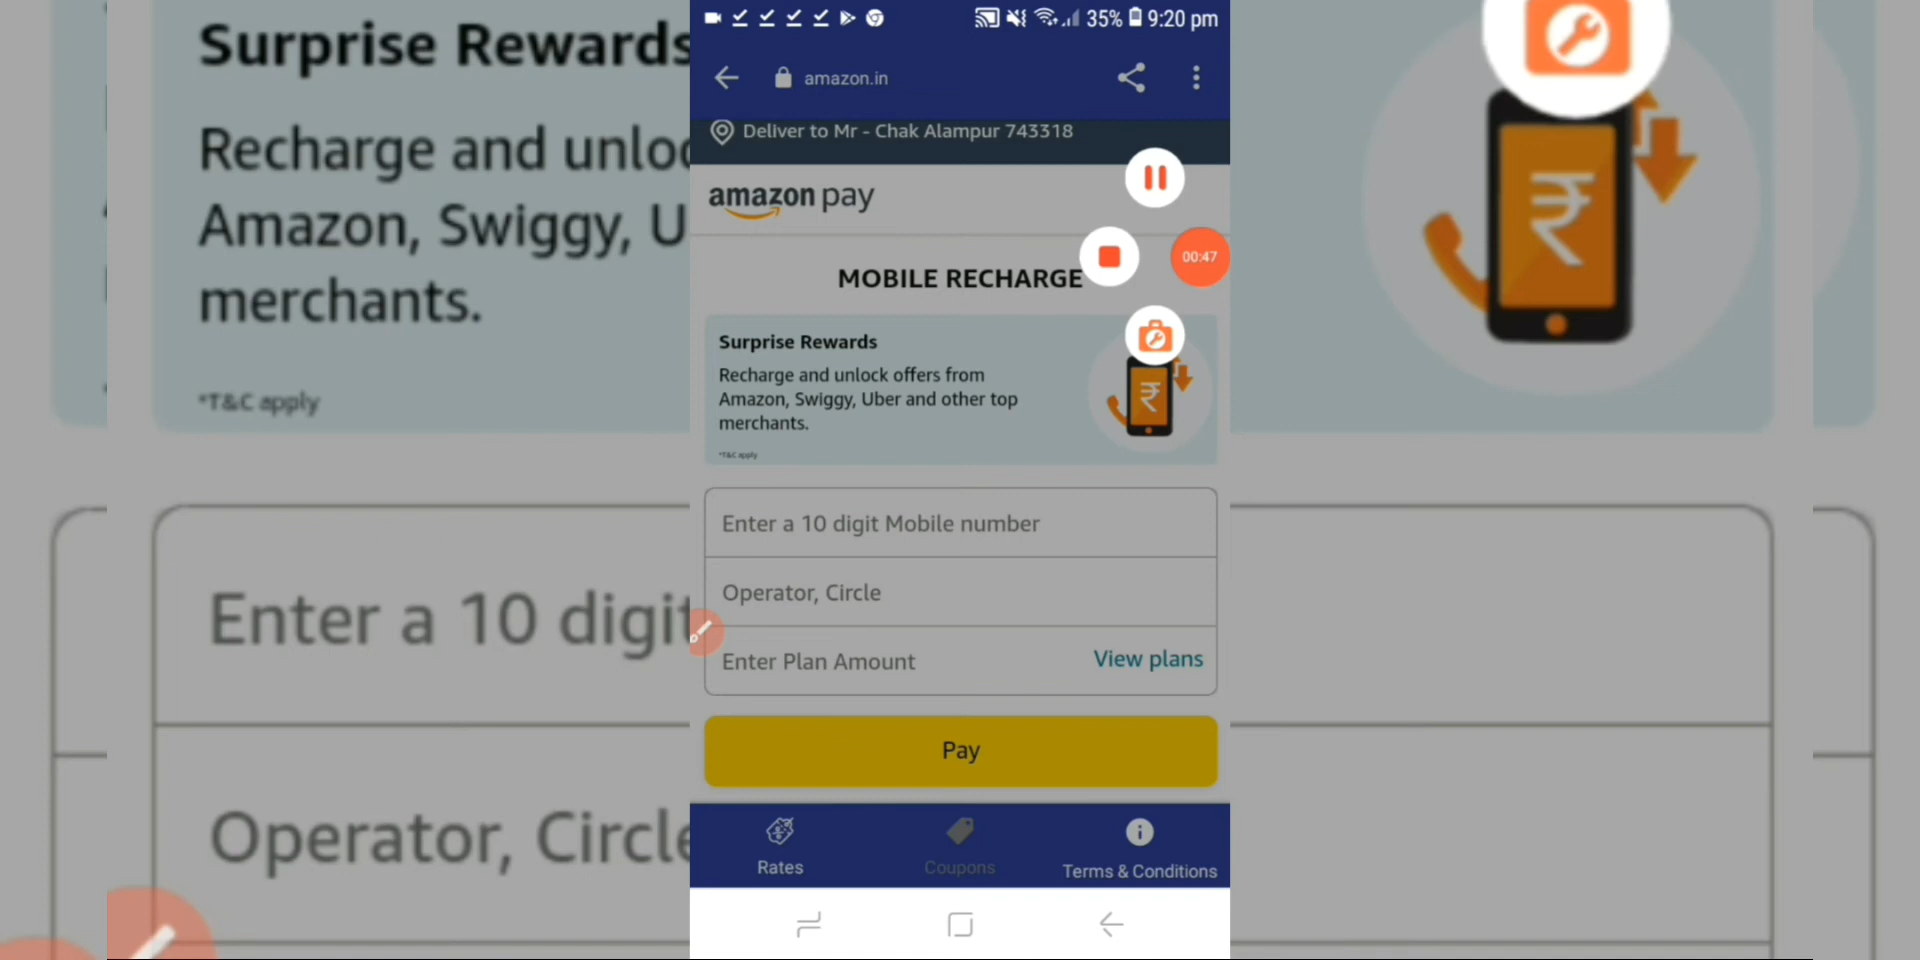 35% 9:20 pm
amazon.in
Deliver to Mr - Chak Alampur 743318
amazon pay
00:47
MOBILE RECHARGE
Surprise Rewards
Recharge and unlock offers from
Amazon, Swiggy, Uber and other top
merchants.
*T&C apply
Enter a 10 digit Mobile number
Operator, Circle
Enter Plan Amount View plans
Pay
Rates Coupons Terms & Conditions
Surprise Rewards
Recharge and unlo
Amazon, Swiggy, U
merchants.
*T&C apply
Enter a 10 digit
Operator, Circle